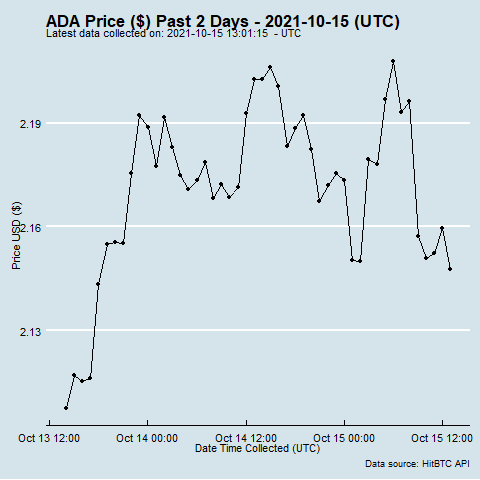 ADA Price ($) Past 2 Days - 2021-10-15 (UTC)
Latest data collected on: 2021-10-15 13:01:15 - UTC
2.19
2.16
2.13
Price USD ($)
Oct 13 12:00 Oct 14 00:00 Oct 14 12:00 Oct 15 00:00 Oct 15 12:00
Date Time Collected (UTC)
Data source: HitBTC API